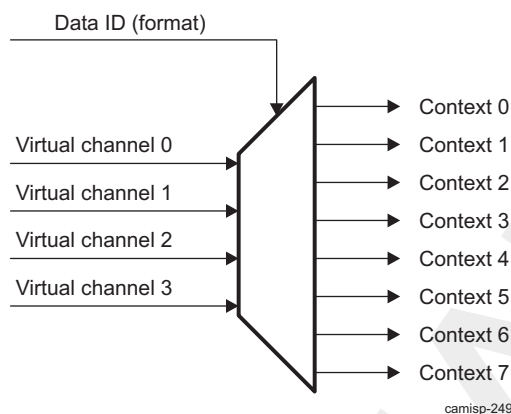 Data ID (format)
Virtual channel 0
Virtual channel 1
Virtual channel 2
Virtual channel 3
Context 0
Context 1
Context 2
Context 3
Context 4
Context 5
Context 6
Context 7
camisp-249